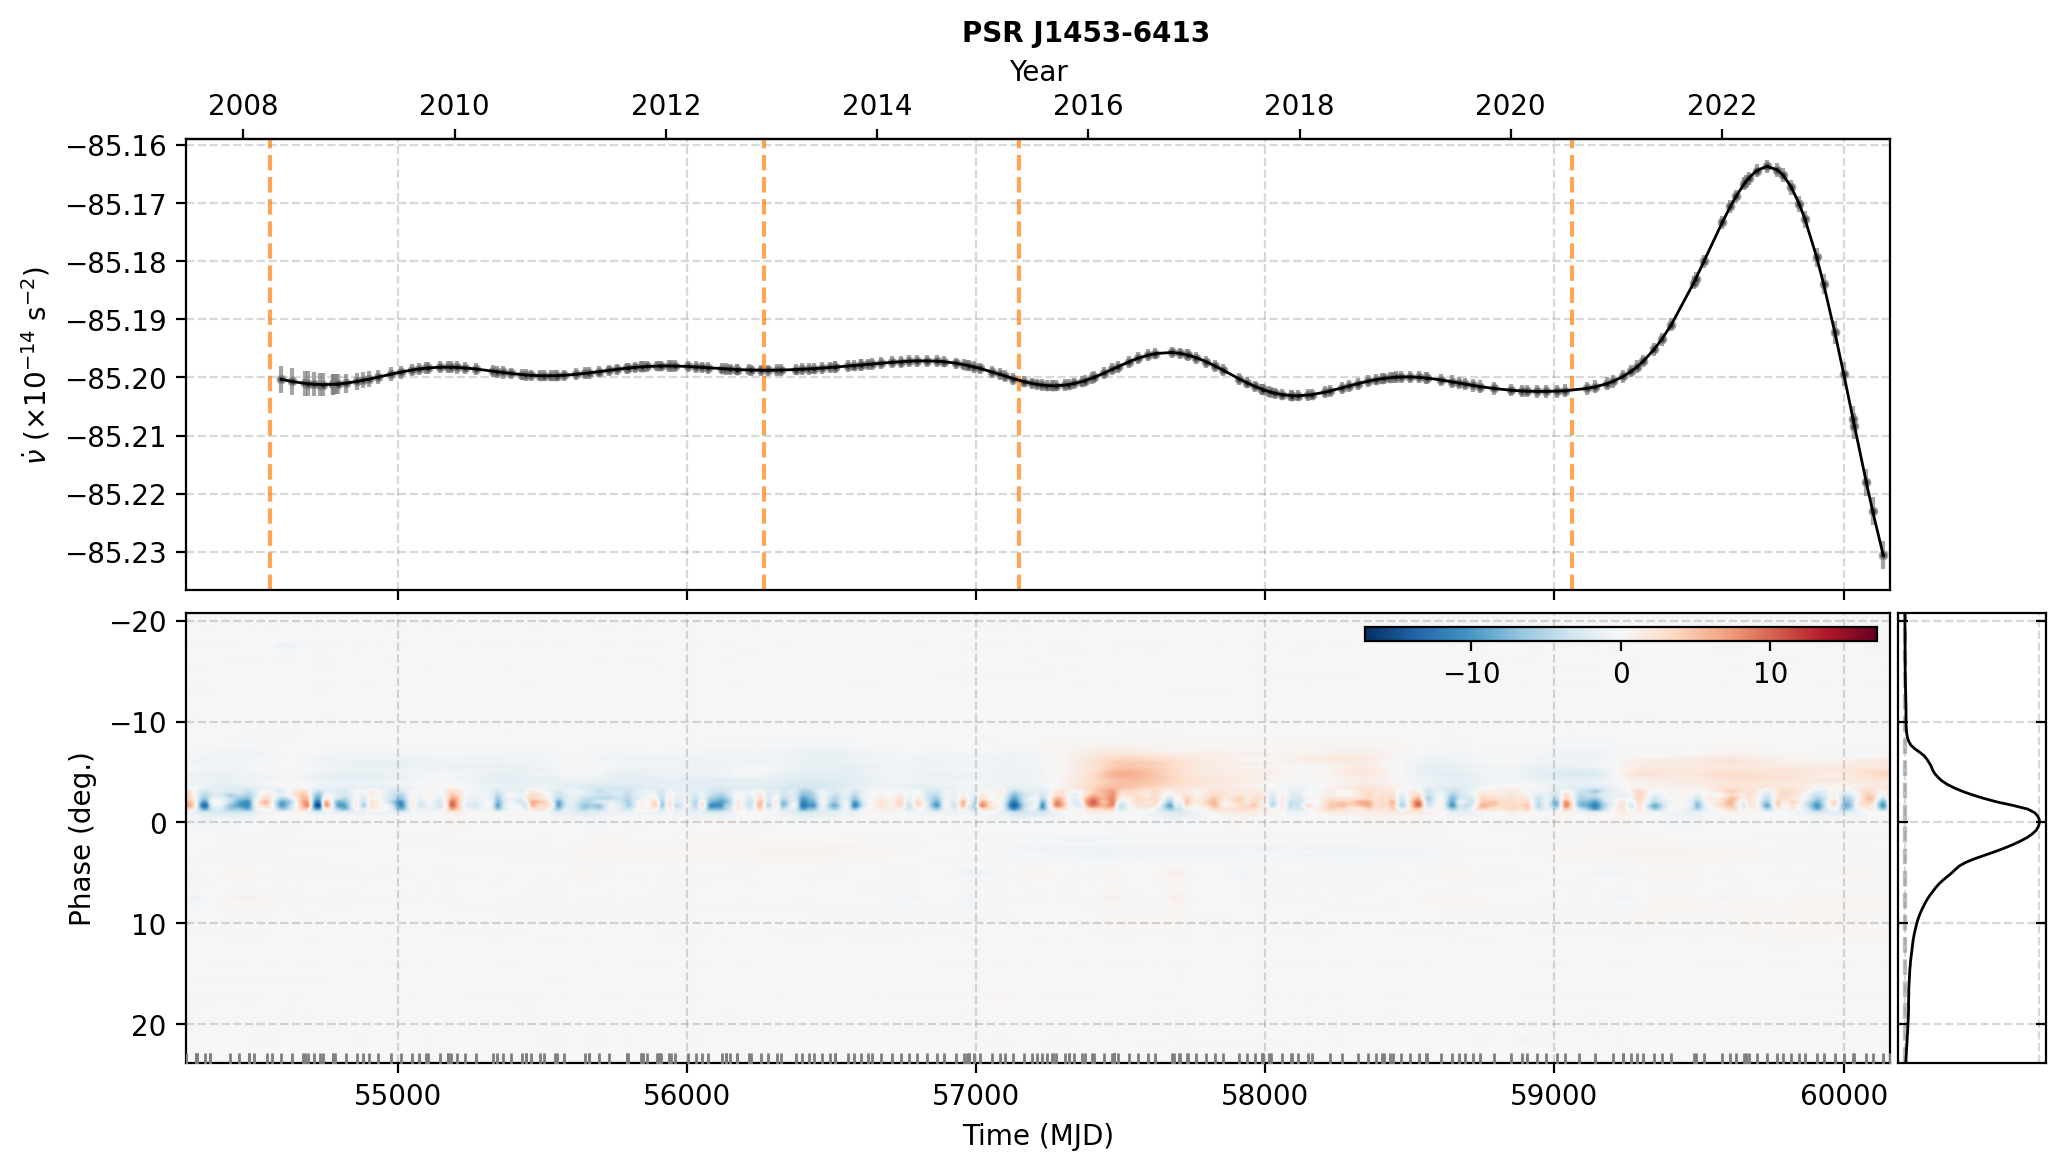 PSR J1453-6413
Year
2008 2010 2012 2014 2016 2018 2020 2022
−85.16
−85.17
−85.18
−85.19
−85.20
−85.21
−85.22
−85.23
ν̇ (×10⁻¹⁴ s⁻²)
−20
−10
0
10
20
Phase (deg.)
−10 0 10
55000 56000 57000 58000 59000 60000
Time (MJD)